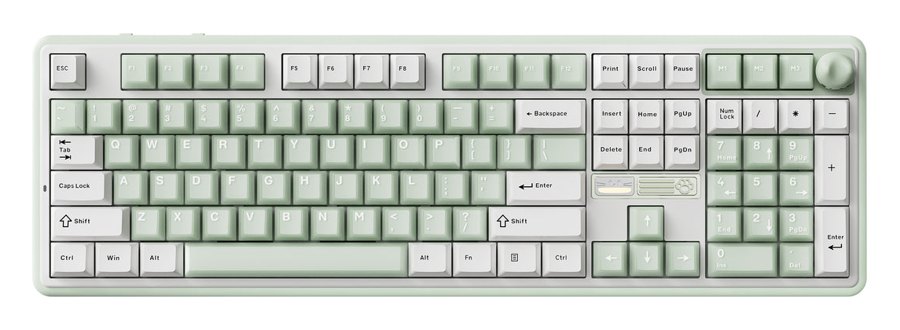 ESC F1 F2 F3 F4 F5 F6 F7 F8 F9 F10 F11 F12 Print Scroll Pause M1 M2 M3
~ ! @ # $ % ^ & * ( ) _ + ← Backspace Insert Home PgUp Num Lock / * −
` 1 2 3 4 5 6 7 8 9 0 - =
Tab Q W E R T Y U I O P { [ } ] | \ Delete End PgDn 7 Home 8 ↑ 9 PgUp +
Caps Lock A S D F G H J K L : ; " ' Enter 4 ← 5 6 →
Shift Z X C V B N M < , > . ? / Shift ↑ 1 End 2 ↓ 3 PgDn Enter
Ctrl Win Alt Alt Fn Ctrl ← ↓ → 0 Ins . Del